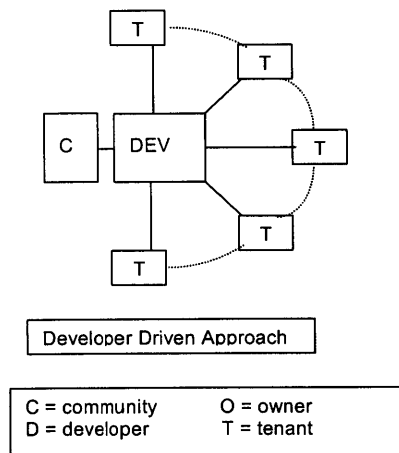 T
T
C
DEV
T
T
T
Developer Driven Approach
C = community O = owner
D = developer T = tenant